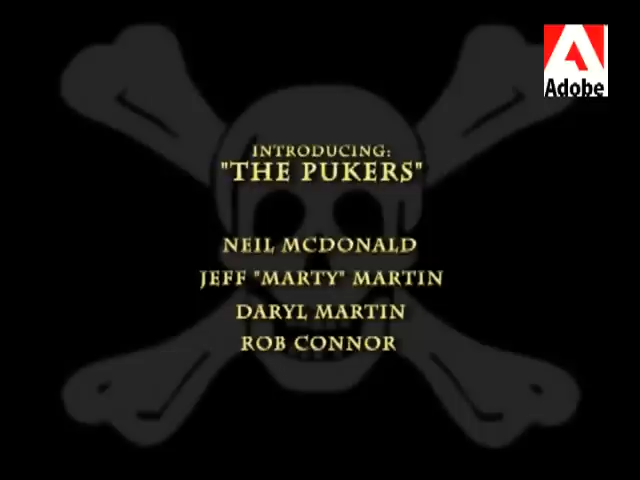 Adobe
INTRODUCING:
"THE PUKERS"
NEIL MCDONALD
JEFF "MARTY" MARTIN
DARYL MARTIN
ROB CONNOR